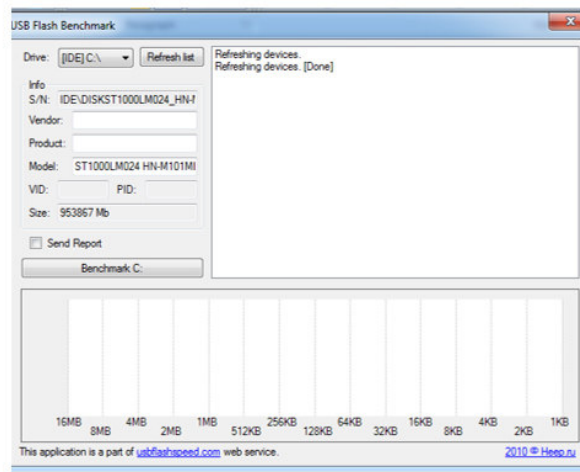 USB Flash Benchmark
Drive: [IDE] C:\ Refresh list
Refreshing devices.
Refreshing devices. [Done]
Info
S/N: IDE\DISKST1000LM024_HN-M
Vendor:
Product:
Model: ST1000LM024 HN-M101MI
VID: PID:
Size: 953867 Mb
Send Report
Benchmark C:
16MB 8MB 4MB 2MB 1MB 512KB 256KB 128KB 64KB 32KB 16KB 8KB 4KB 2KB 1KB
This application is a part of usbflashspeed.com web service. 2010 © Heep.ru